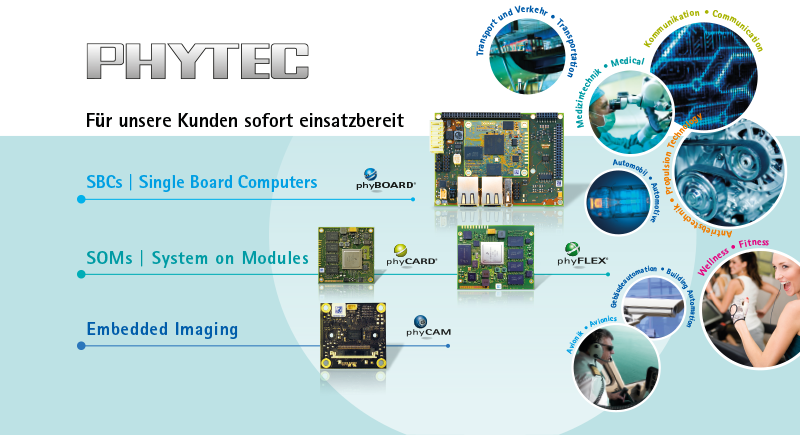 PHYTEC
Für unsere Kunden sofort einsatzbereit
SBCs | Single Board Computers
phyBOARD®
SOMs | System on Modules
phyCARD®
phyFLEX®
Embedded Imaging
phyCAM
Transport und Verkehr • Transportation
Kommunikation • Communication
Medizintechnik • Medical
Antriebstechnik • Propulsion Technology
Automobil • Automotive
Wellness • Fitness
Gebäudeautomation • Building Automation
Avionik • Avionics